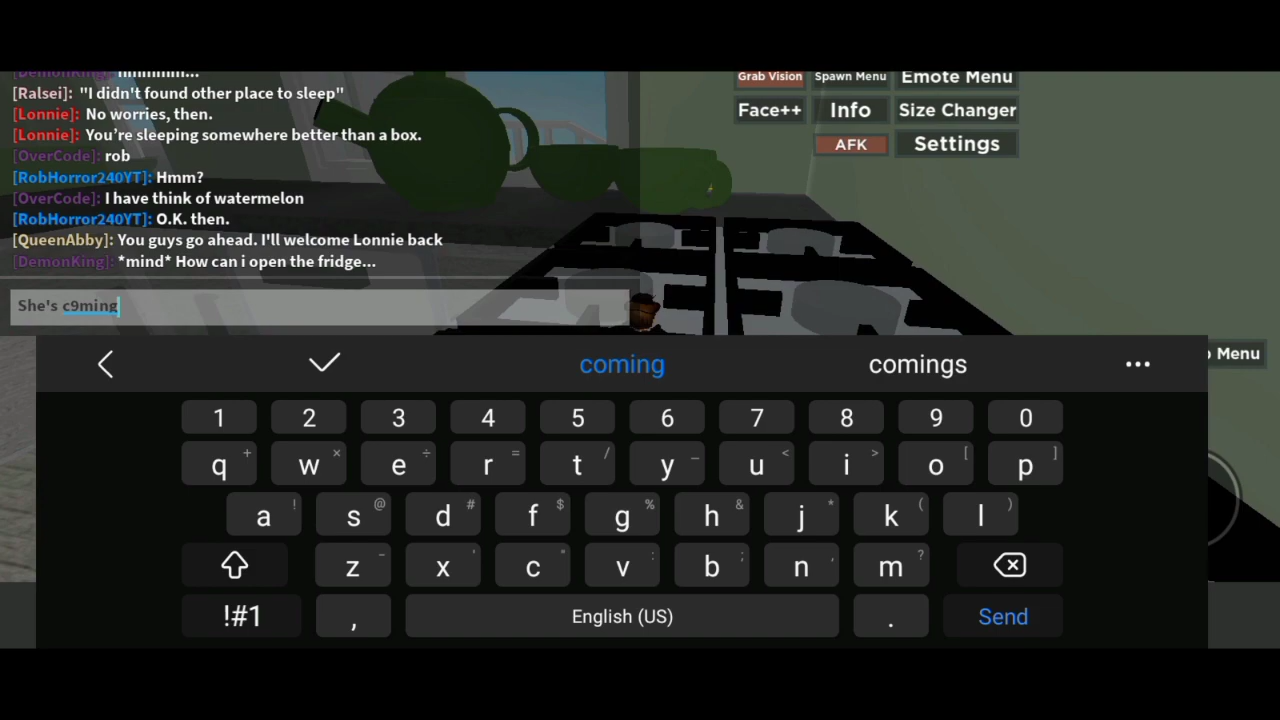 [DemonKing]: hmmmm...
[Ralsei]: "I didn't found other place to sleep"
[Lonnie]: No worries, then.
[Lonnie]: You're sleeping somewhere better than a box.
[OverCode]: rob
[RobHorror240YT]: Hmm?
[OverCode]: I have think of watermelon
[RobHorror240YT]: O.K. then.
[QueenAbby]: You guys go ahead. I'll welcome Lonnie back
[DemonKing]: *mind* How can i open the fridge...
She's c9ming
Grab Vision Spawn Menu Emote Menu
Face++ Info Size Changer
AFK Settings
Menu
coming comings ...
1 2 3 4 5 6 7 8 9 0
q + w × e ÷ r = t / y _ u < i > o [ p ]
a ! s @ d # f $ g % h & j * k ( l )
z - x ' c " v : b ; n , m ?
!#1 , English (US) . Send